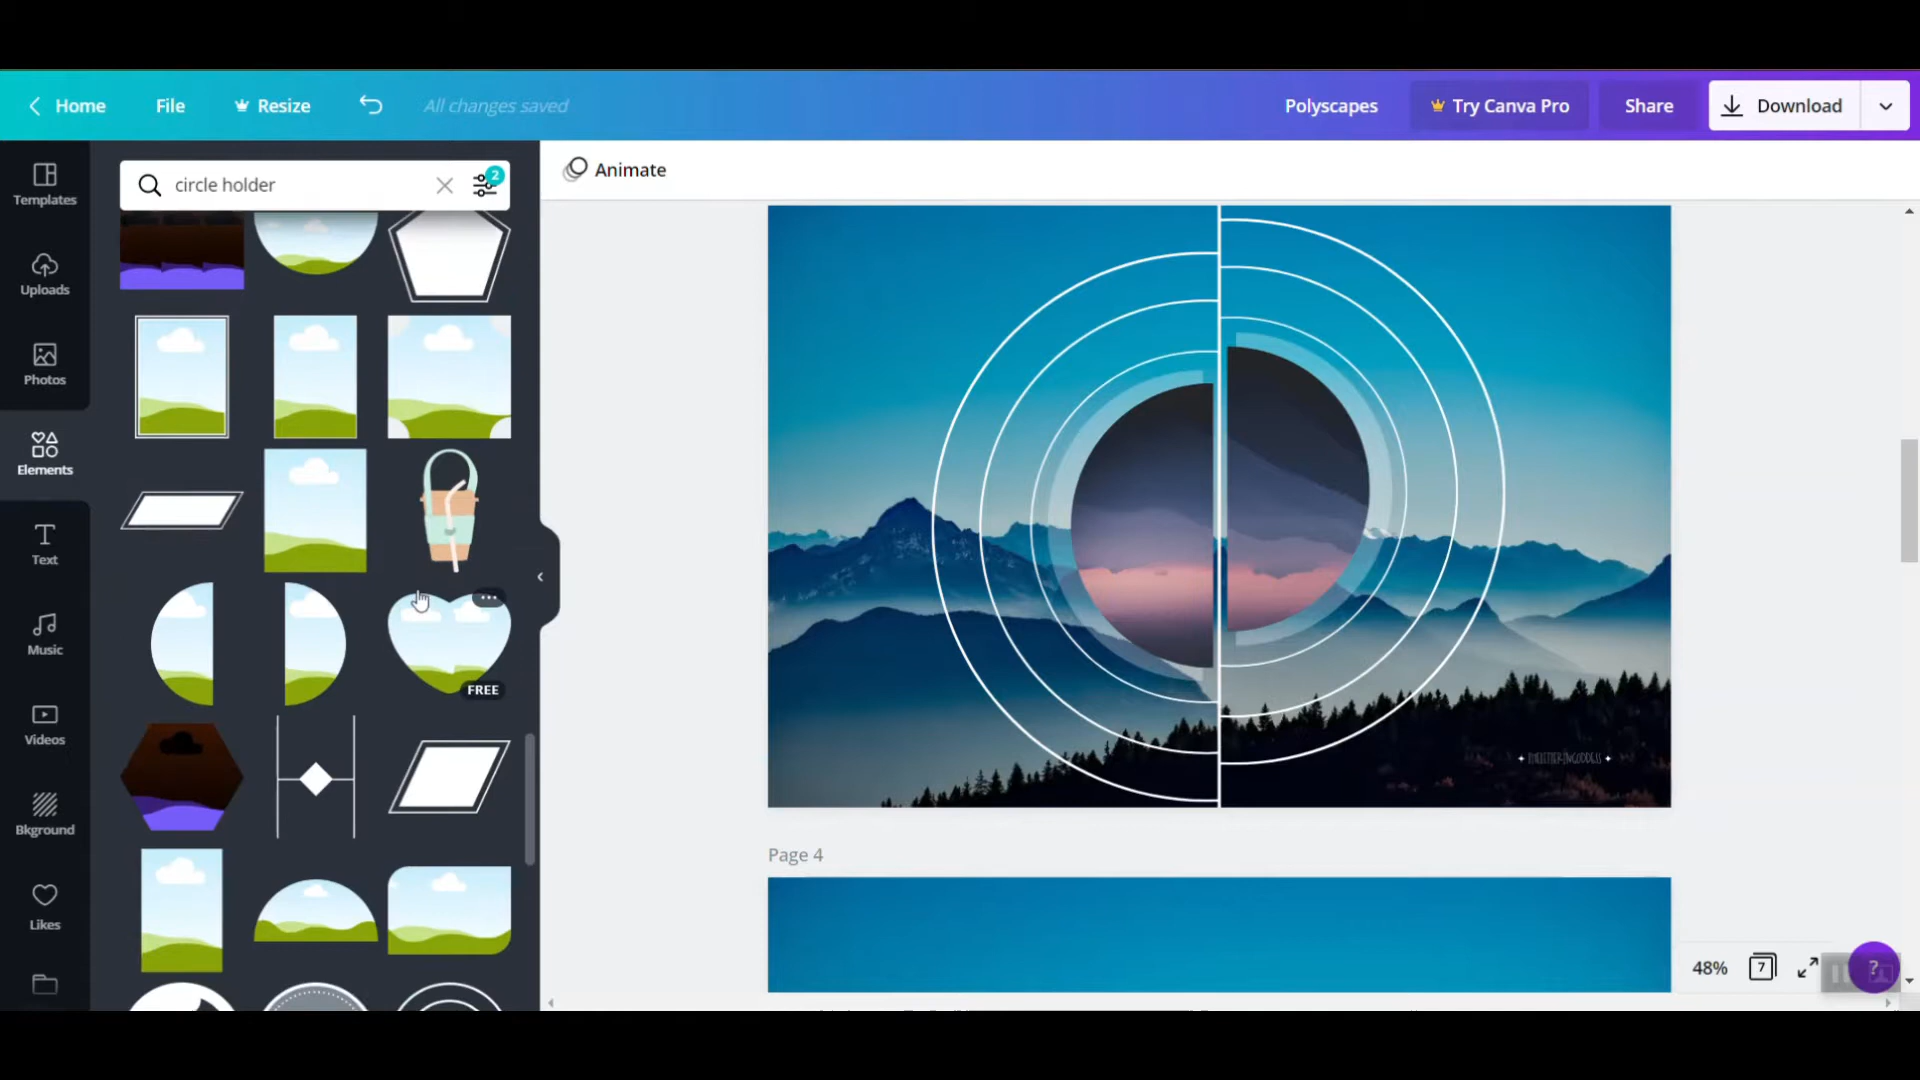 Home
File
Resize
All changes saved
Polyscapes
Try Canva Pro
Share
Download
Templates
Uploads
Photos
Elements
Text
Music
Videos
Bkground
Likes
circle holder
2
FREE
Animate
Page 4
48%
7
?